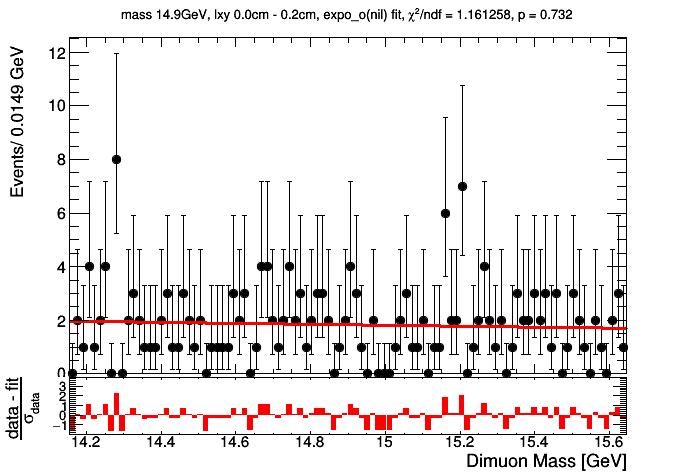 mass 14.9GeV, lxy 0.0cm - 0.2cm, expo_o(nil) fit, χ²/ndf = 1.161258, p = 0.732
Events/ 0.0149 GeV
12
10
8
6
4
2
0
data - fit
σdata
3
2
1
0
−1
14.2 14.4 14.6 14.8 15 15.2 15.4 15.6
Dimuon Mass [GeV]